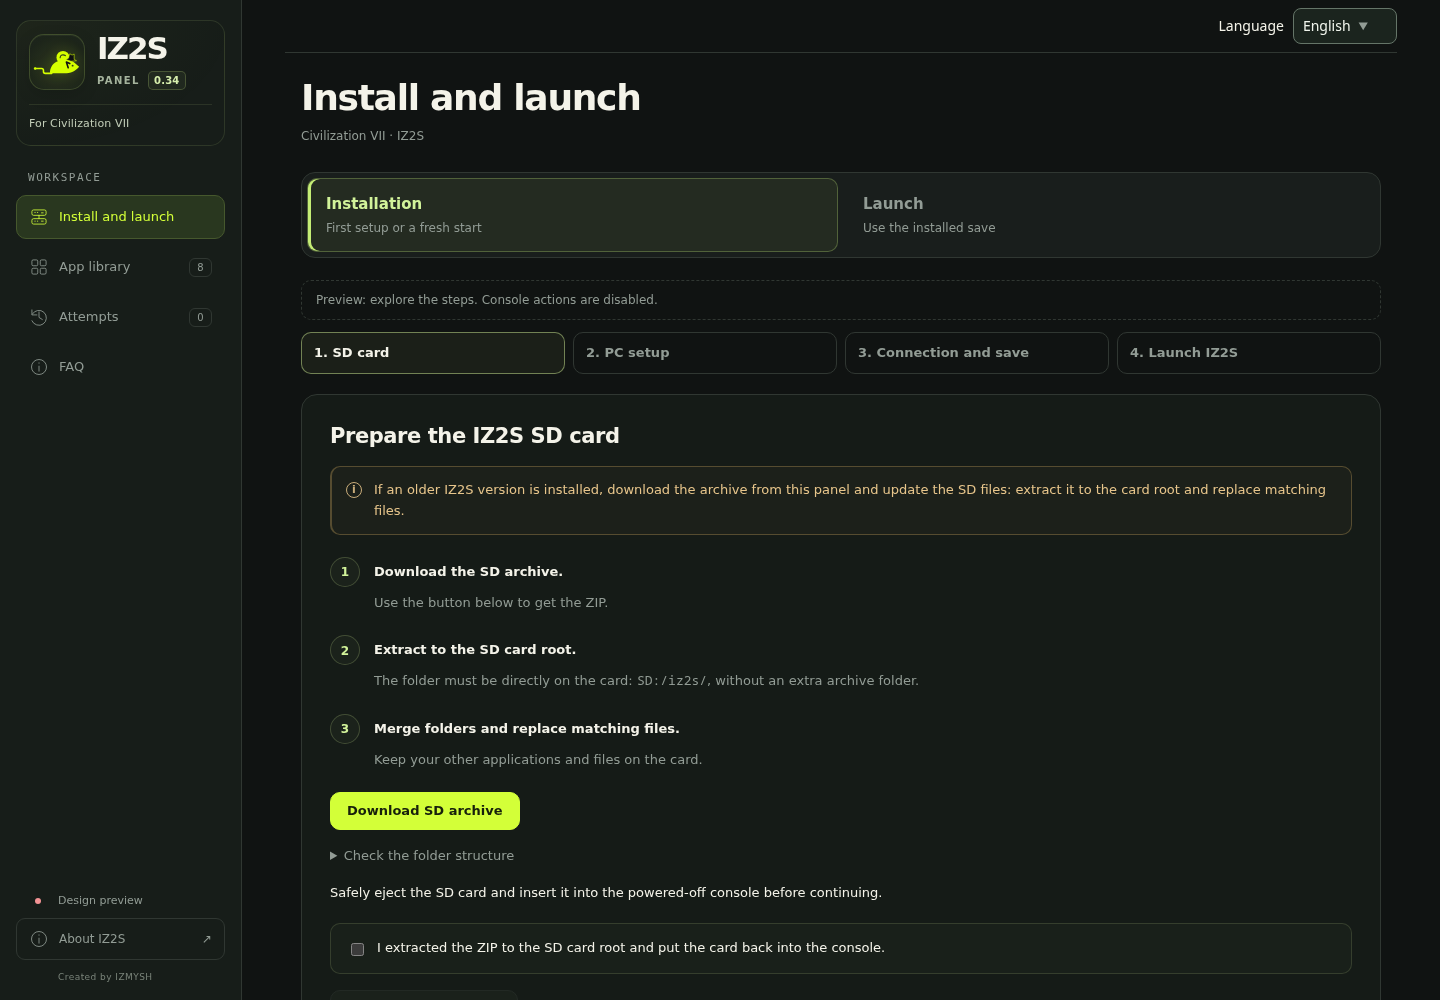 IZ2S
PANEL 0.34
For Civilization VII
WORKSPACE
Install and launch
App library 8
Attempts 0
FAQ
Design preview
About IZ2S ↗
Created by IZMYSH
Language English ▼
Install and launch
Civilization VII · IZ2S
Installation
First setup or a fresh start
Launch
Use the installed save
Preview: explore the steps. Console actions are disabled.
1. SD card
2. PC setup
3. Connection and save
4. Launch IZ2S
Prepare the IZ2S SD card
If an older IZ2S version is installed, download the archive from this panel and update the SD files: extract it to the card root and replace matching
files.
1 Download the SD archive.
Use the button below to get the ZIP.
2 Extract to the SD card root.
The folder must be directly on the card: SD:/iz2s/, without an extra archive folder.
3 Merge folders and replace matching files.
Keep your other applications and files on the card.
Download SD archive
▶ Check the folder structure
Safely eject the SD card and insert it into the powered-off console before continuing.
I extracted the ZIP to the SD card root and put the card back into the console.